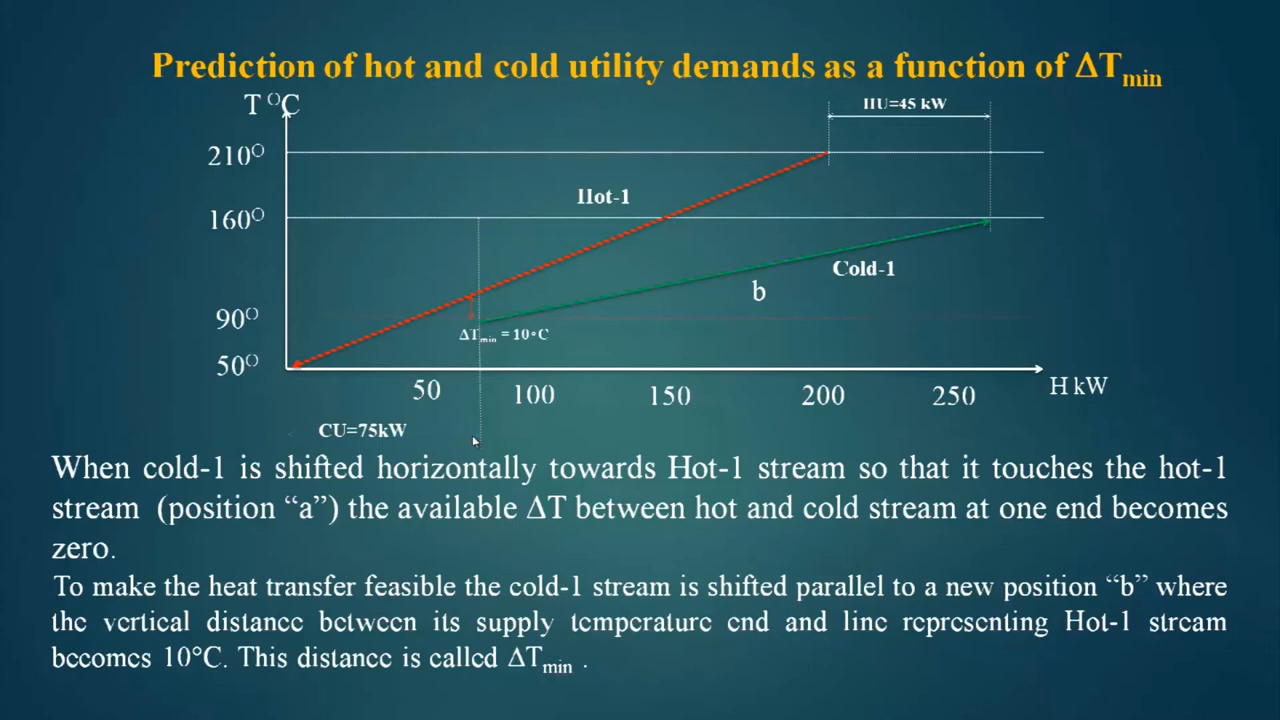 Prediction of hot and cold utility demands as a function of ΔTmin
T °C
HU=45 kW
210°
Hot-1
160°
Cold-1
b
90°
ΔTmin = 10°C
50°
50
100
150
200
250
H kW
CU=75kW
When cold-1 is shifted horizontally towards Hot-1 stream so that it touches the hot-1
stream (position “a”) the available ΔT between hot and cold stream at one end becomes
zero.
To make the heat transfer feasible the cold-1 stream is shifted parallel to a new position “b” where
the vertical distance between its supply temperature end and line representing Hot-1 stream
becomes 10°C. This distance is called ΔTmin .